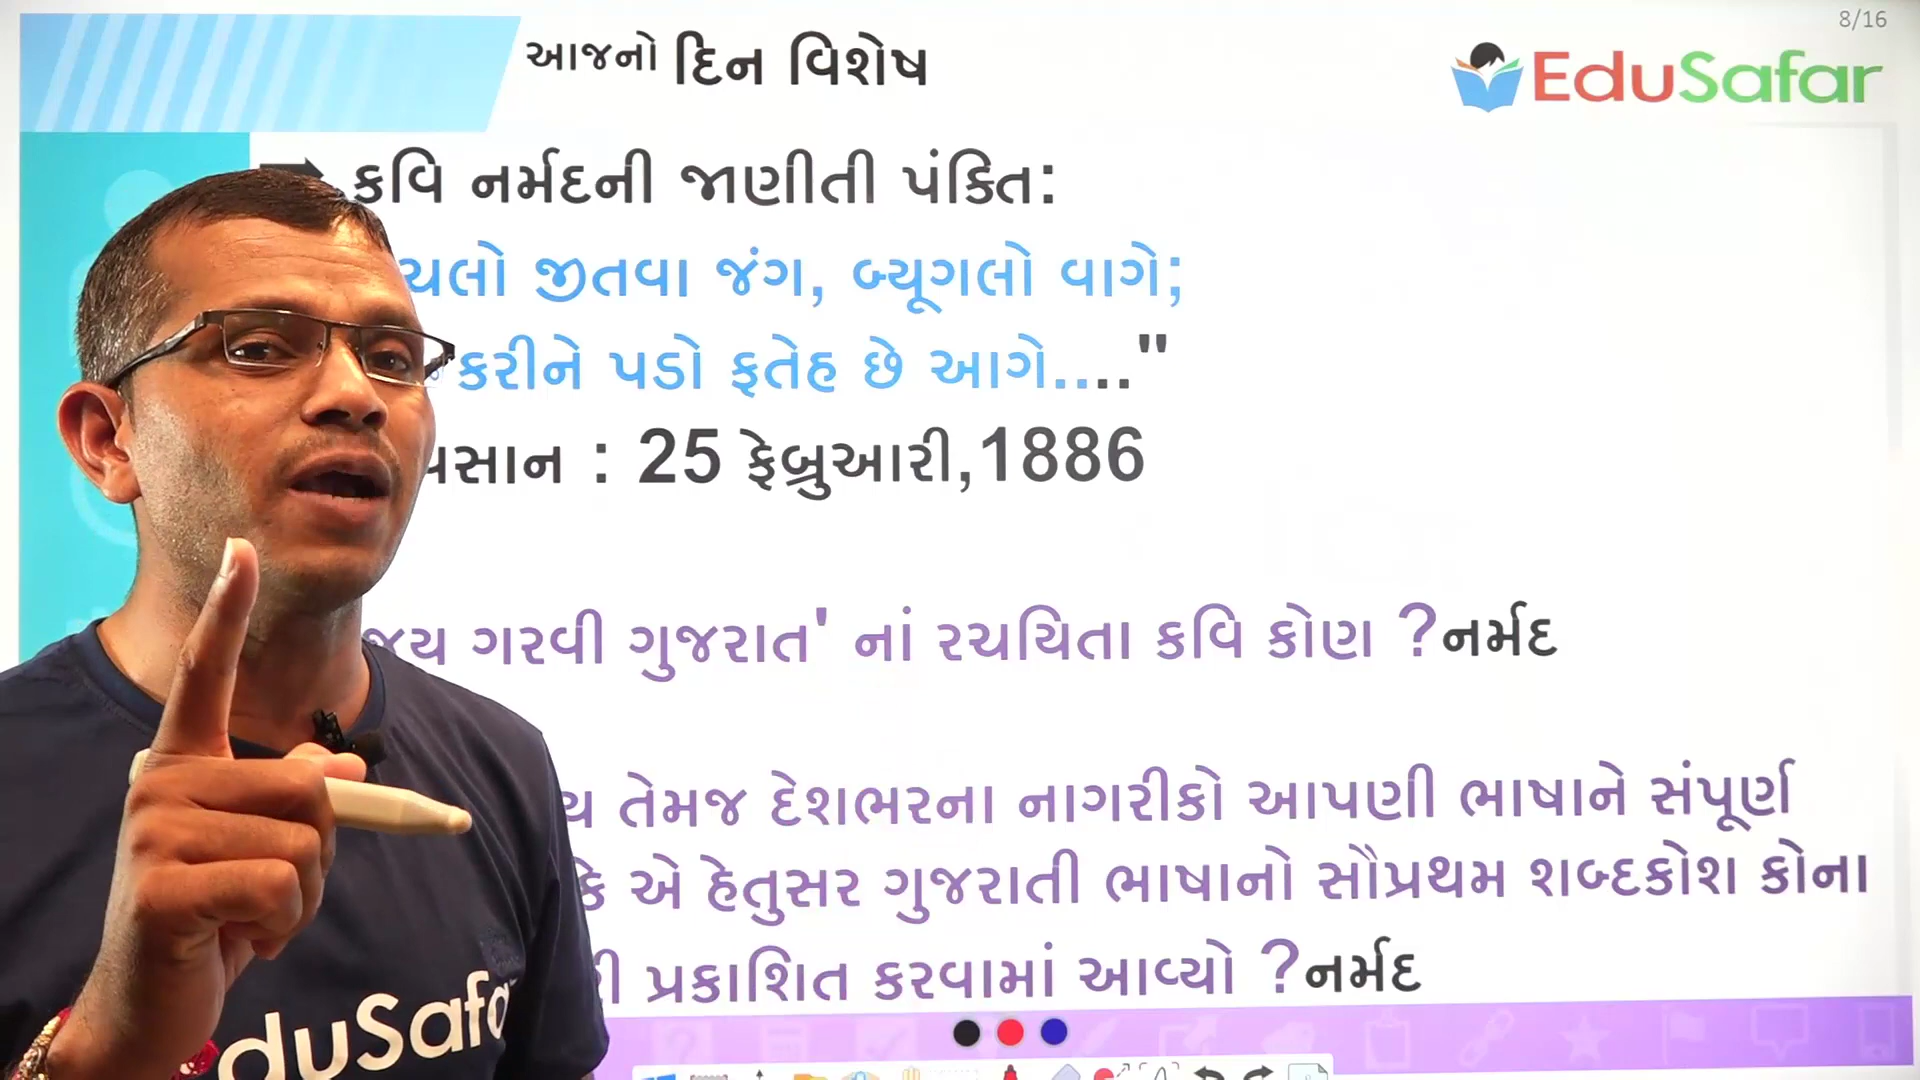 8/16
આજનો દિન વિશેષ
EduSafar
કવિ નર્મદની જાણીતી પંક્તિ:
ચલો જીતવા જંગ, બ્યૂગલો વાગે;
કરીને પડો ફતેહ છે આગે...."
: 25 ફેબ્રુઆરી,1886
જય ગરવી ગુજરાત' નાં રચયિતા કવિ કોણ ?નર્મદ
તેમજ દેશભરના નાગરીકો આપણી ભાષાને સંપૂર્ણ
એ હેતુસર ગુજરાતી ભાષાનો સૌપ્રથમ શબ્દકોશ કોના
પ્રકાશિત કરવામાં આવ્યો ?નર્મદ